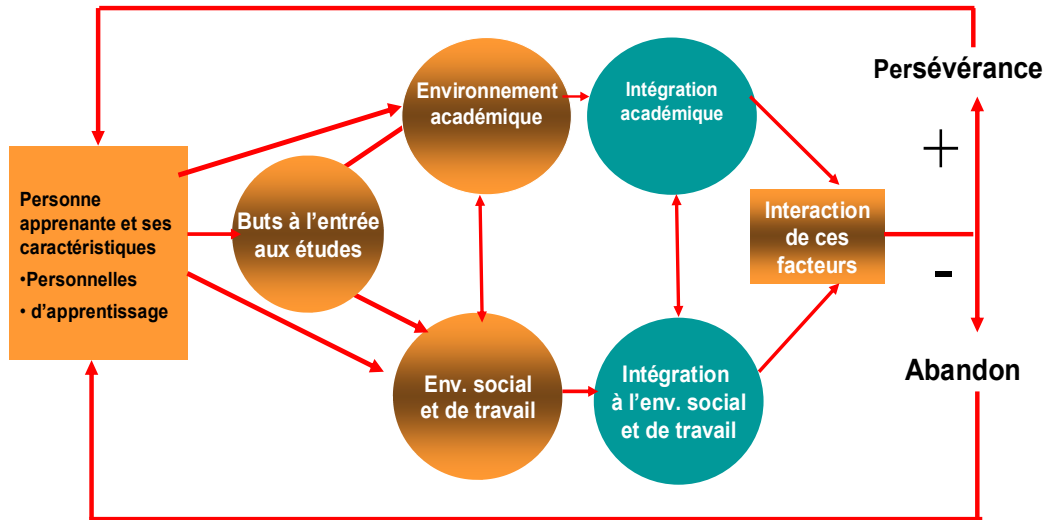 Environnement
académique
Intégration
académique
Persévérance
+
Personne
apprenante et ses
caractéristiques
•Personnelles
• d’apprentissage
Buts à l’entrée
aux études
Interaction
de ces
facteurs
-
Env. social
et de travail
Intégration
à l’env. social
et de travail
Abandon